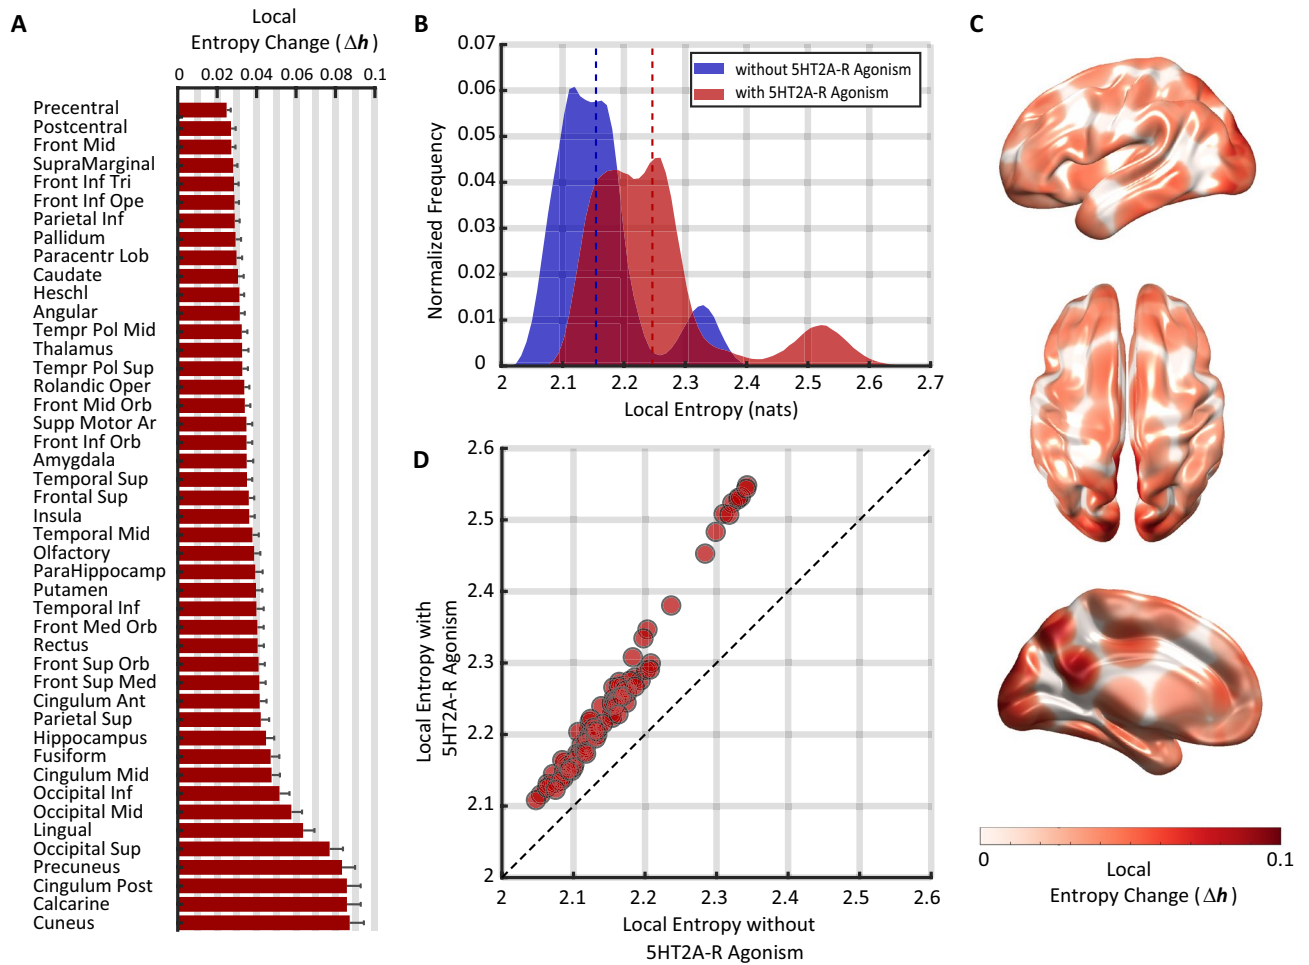 A
Local
Entropy Change (Δh)
0 0.02 0.04 0.06 0.08 0.1
Precentral
Postcentral
Front Mid
SupraMarginal
Front Inf Tri
Front Inf Ope
Parietal Inf
Pallidum
Paracentr Lob
Caudate
Heschl
Angular
Tempr Pol Mid
Thalamus
Tempr Pol Sup
Rolandic Oper
Front Mid Orb
Supp Motor Ar
Front Inf Orb
Amygdala
Temporal Sup
Frontal Sup
Insula
Temporal Mid
Olfactory
ParaHippocamp
Putamen
Temporal Inf
Front Med Orb
Rectus
Front Sup Orb
Front Sup Med
Cingulum Ant
Parietal Sup
Hippocampus
Fusiform
Cingulum Mid
Occipital Inf
Occipital Mid
Lingual
Occipital Sup
Precuneus
Cingulum Post
Calcarine
Cuneus
B
0.07
0.06
0.05
0.04
0.03
0.02
0.01
0
Normalized Frequency
without 5HT2A-R Agonism
with 5HT2A-R Agonism
2 2.1 2.2 2.3 2.4 2.5 2.6 2.7
Local Entropy (nats)
D
2.6
2.5
2.4
2.3
2.2
2.1
2
Local Entropy with
5HT2A-R Agonism
2 2.1 2.2 2.3 2.4 2.5 2.6
Local Entropy without
5HT2A-R Agonism
C
0 0.1
Local
Entropy Change (Δh)